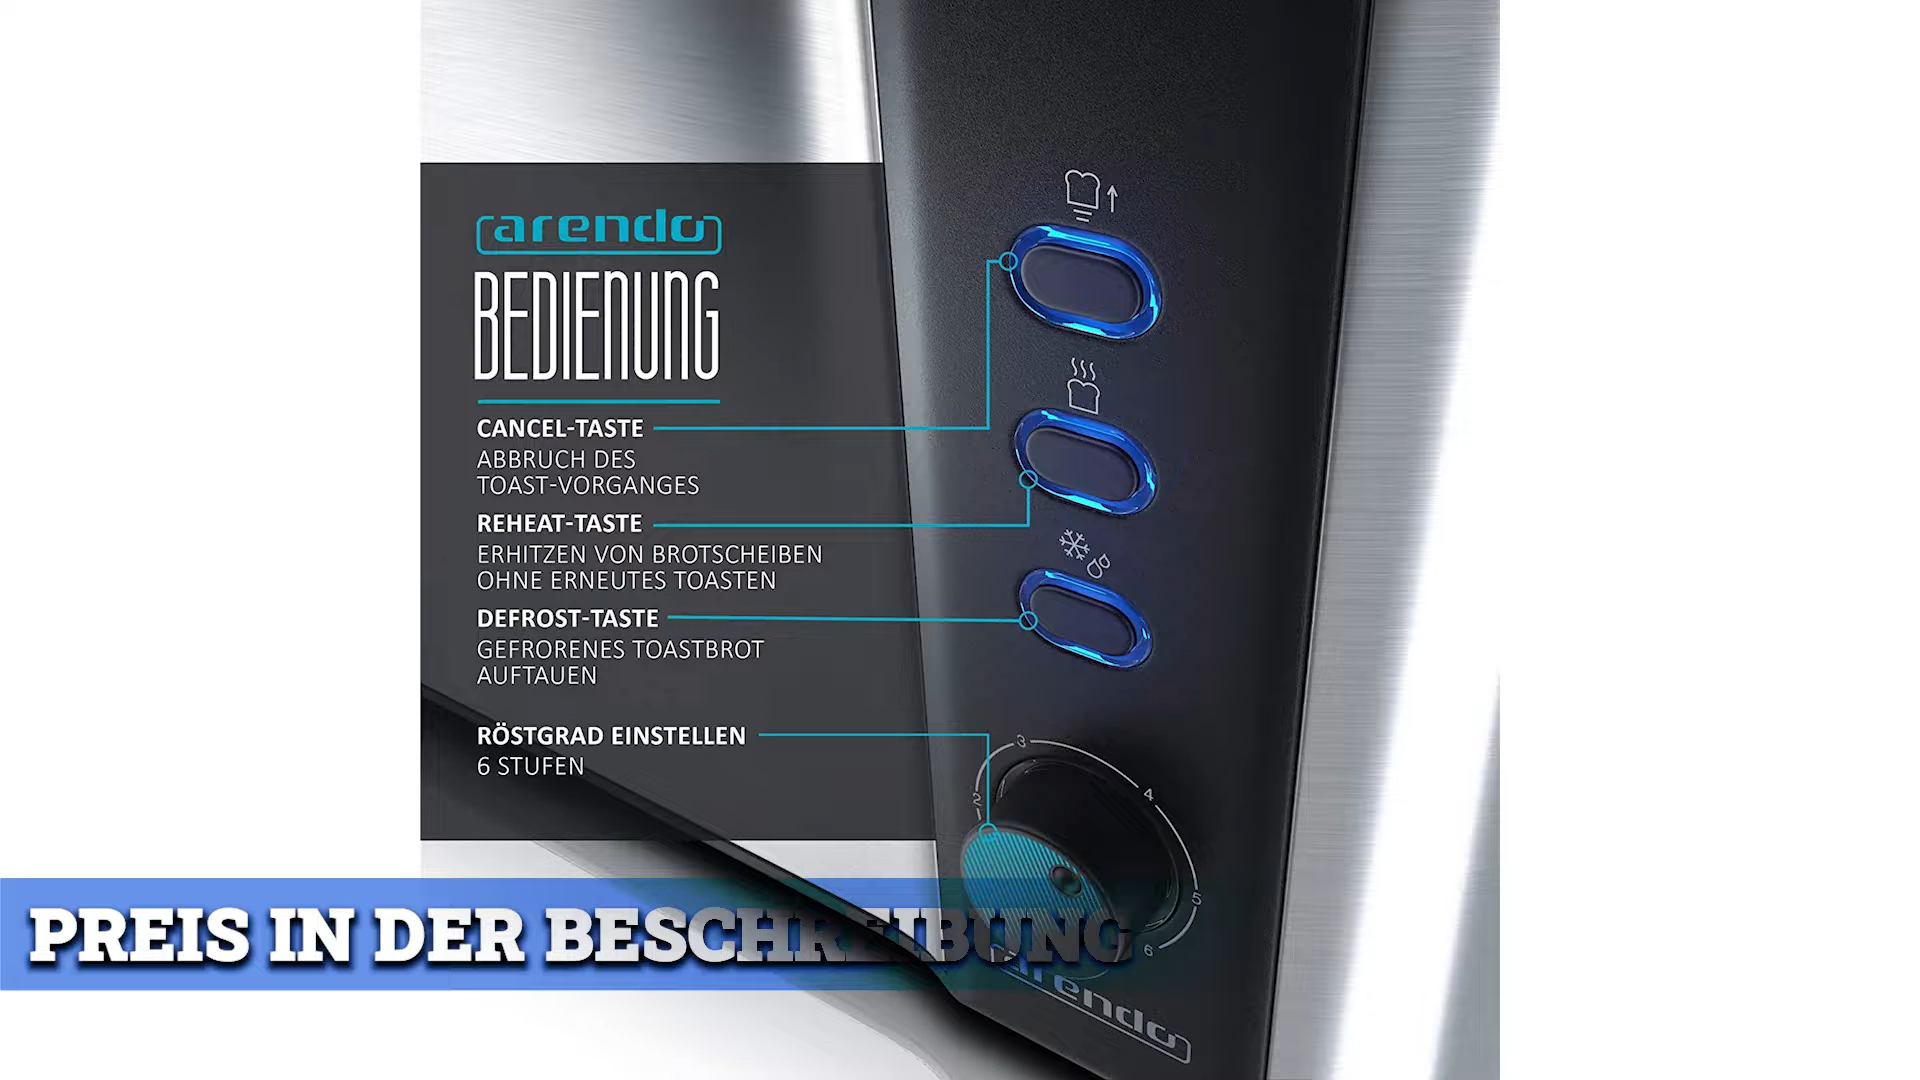 arendo
BEDIENUNG
CANCEL-TASTE
ABBRUCH DES
TOAST-VORGANGES
REHEAT-TASTE
ERHITZEN VON BROTSCHEIBEN
OHNE ERNEUTES TOASTEN
DEFROST-TASTE
GEFRORENES TOASTBROT
AUFTAUEN
RÖSTGRAD EINSTELLEN
6 STUFEN
2
3
4
5
6
PREIS IN DER BESCHREIBUNG
arendo